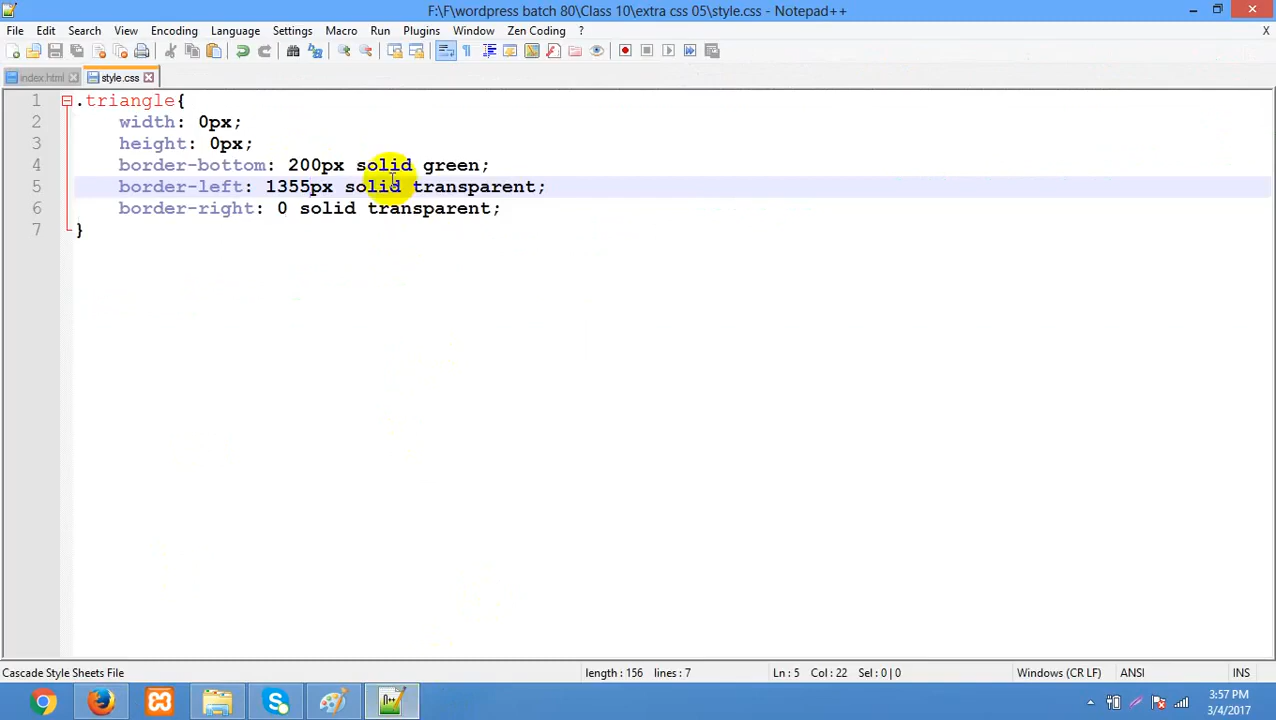 F:\F\wordpress batch 80\Class 10\extra css 05\style.css - Notepad++
File Edit Search View Encoding Language Settings Macro Run Plugins Window Zen Coding ? X
index.html style.css
1 .triangle{
2 width: 0px;
3 height: 0px;
4 border-bottom: 200px solid green;
5 border-left: 1355px solid transparent;
6 border-right: 0 solid transparent;
7 }
Cascade Style Sheets File length : 156 lines : 7 Ln : 5 Col : 22 Sel : 0 | 0 Windows (CR LF) ANSI INS
3:57 PM
3/4/2017